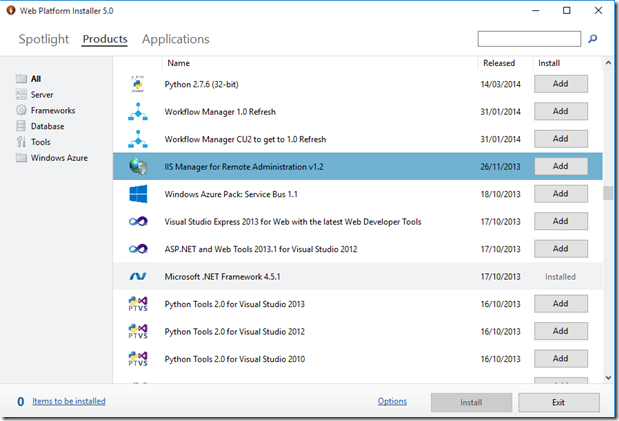 Web Platform Installer 5.0
Spotlight Products Applications
Name Released Install
All
Server
Frameworks
Database
Tools
Windows Azure
Python 2.7.6 (32-bit) 14/03/2014 Add
Workflow Manager 1.0 Refresh 31/01/2014 Add
Workflow Manager CU2 to get to 1.0 Refresh 31/01/2014 Add
IIS Manager for Remote Administration v1.2 26/11/2013 Add
Windows Azure Pack: Service Bus 1.1 18/10/2013 Add
Visual Studio Express 2013 for Web with the latest Web Developer Tools 17/10/2013 Add
ASP.NET and Web Tools 2013.1 for Visual Studio 2012 17/10/2013 Add
Microsoft .NET Framework 4.5.1 17/10/2013 Installed
PTVS Python Tools 2.0 for Visual Studio 2013 16/10/2013 Add
PTVS Python Tools 2.0 for Visual Studio 2012 16/10/2013 Add
PTVS Python Tools 2.0 for Visual Studio 2010 16/10/2013 Add
0 Items to be installed Options Install Exit